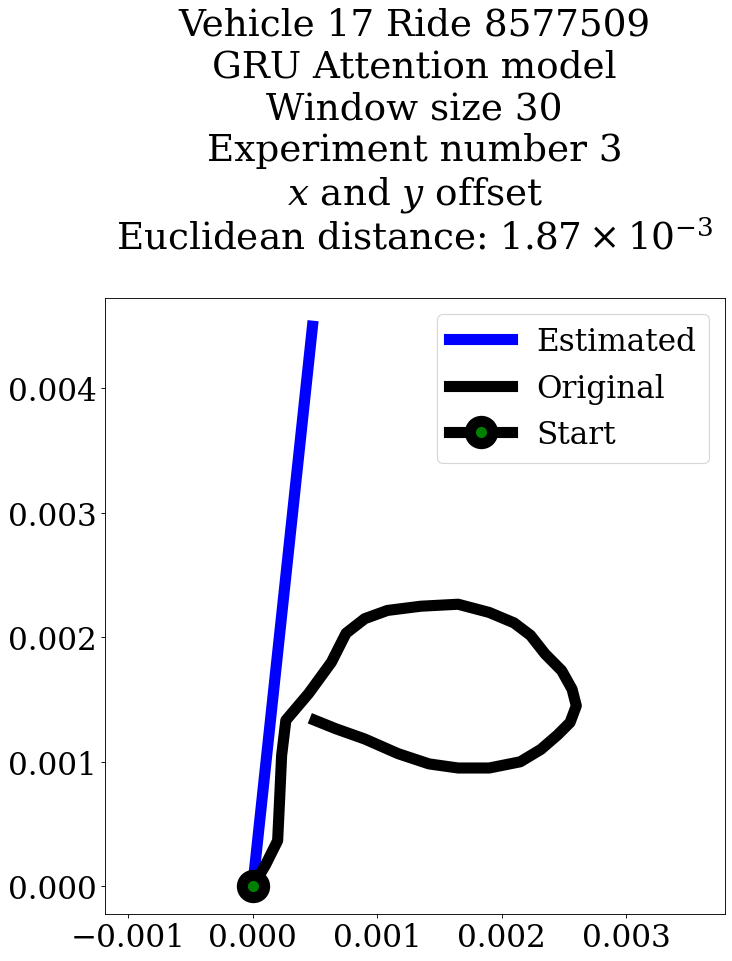 Vehicle 17 Ride 8577509
GRU Attention model
Window size 30
Experiment number 3
x and y offset
Euclidean distance: 1.87 × 10⁻³
Estimated
Original
Start
0.004
0.003
0.002
0.001
0.000
−0.001 0.000 0.001 0.002 0.003